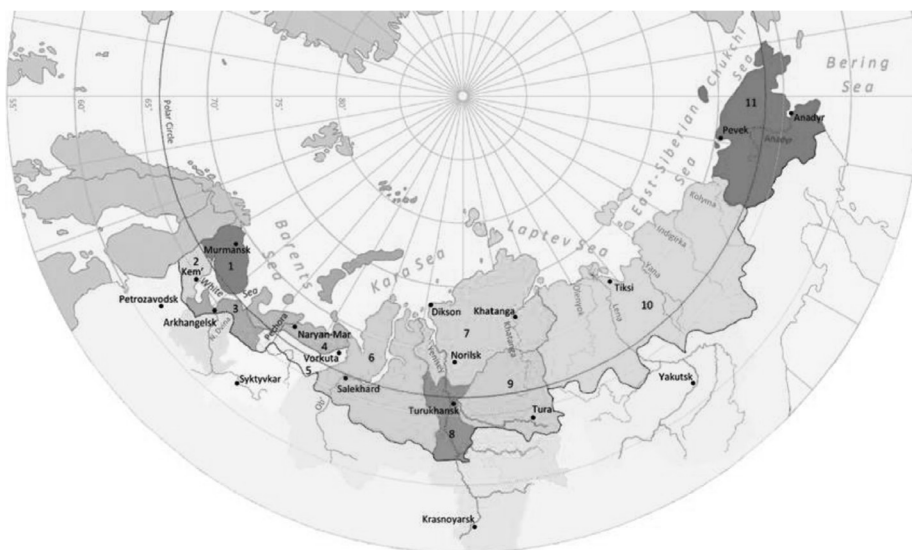 Bering
Sea
Chukchi
Sea
East-Siberian
Sea
Laptev Sea
Kara Sea
Barents
Sea
White
Sea
55°
65°
70°
75°
80°
Polar Circle
11
Anadyr
Anadyr
Pevek
Kolyma
Indigirka
Yana
Tiksi
Olenyok
Lena
10
Murmansk
1
2
Kem'
Petrozavodsk
Arkhangelsk
3
N. Dvina
Pechora
Naryan-Mar
4
Vorkuta
5
6
Salekhard
Syktyvkar
Ob'
Dikson
Khatanga
Khatanga
7
Yenisey
Norilsk
9
Turukhansk
8
Tura
Yakutsk
Krasnoyarsk